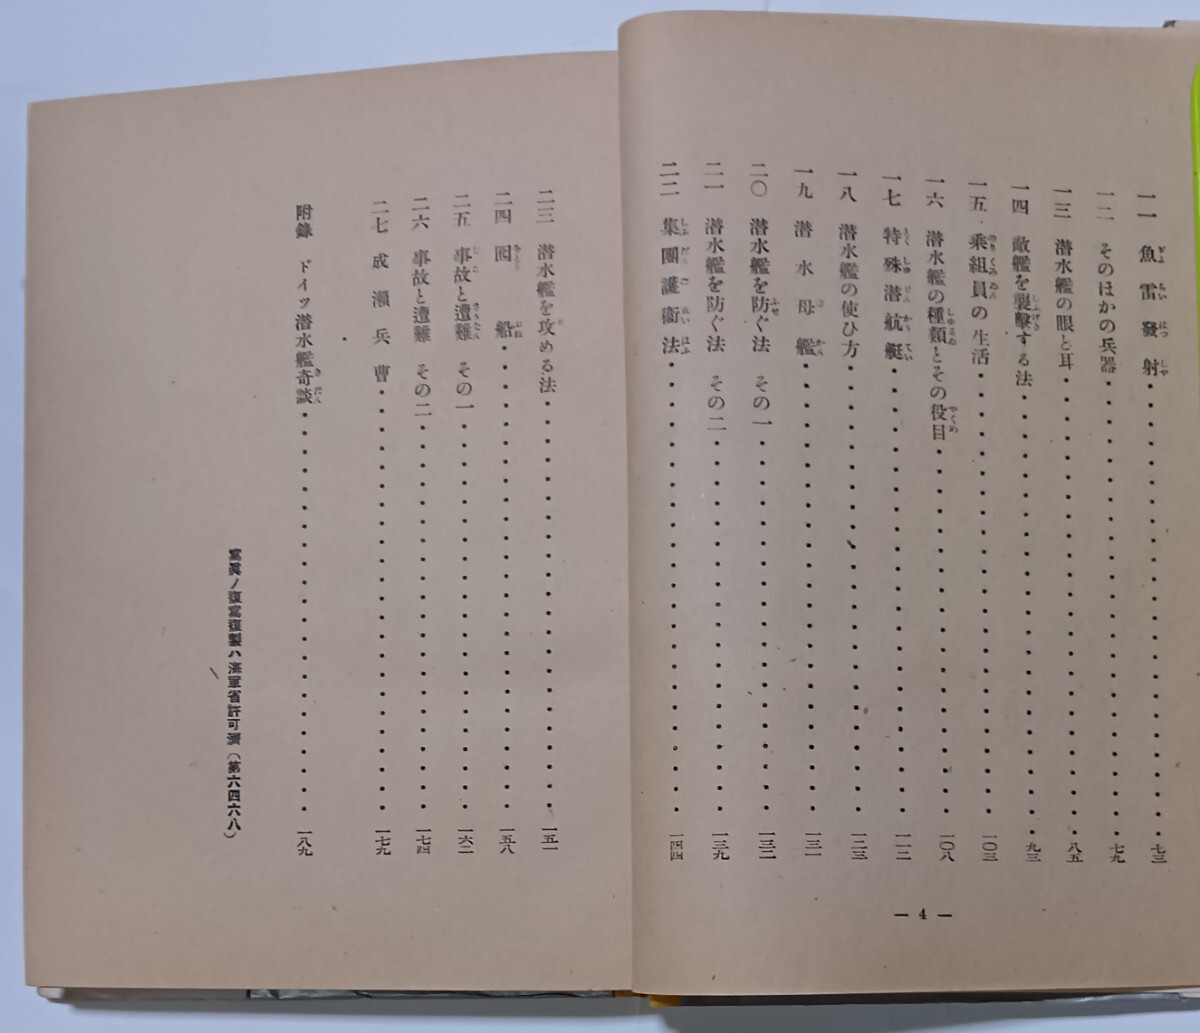 一一 魚雷發射 七三
一二 そのほかの兵器 七九
一三 潜水艦の眼と耳 八五
一四 敵艦を襲擊する法 九三
一五 乘組員の生活 一〇三
一六 潜水艦の種類とその役目 一〇八
一七 特殊潜航艇 一一二
一八 潜水艦の使ひ方 一二三
一九 潜水母艦 一三一
二〇 潜水艦を防ぐ法 その一 一三二
二一 潜水艦を防ぐ法 その二 一三九
二二 集團護衞法 一四四
— 4 —
二三 潜水艦を攻める法 一五一
二四 囮船 一五八
二五 事故と遭難 その一 一六二
二六 事故と遭難 その二 一七四
二七 成瀨兵曹 一七九
附錄 ドイツ潜水艦奇談 一八九
寫眞ノ複寫複製ハ海軍省許可濟（第六四六八）